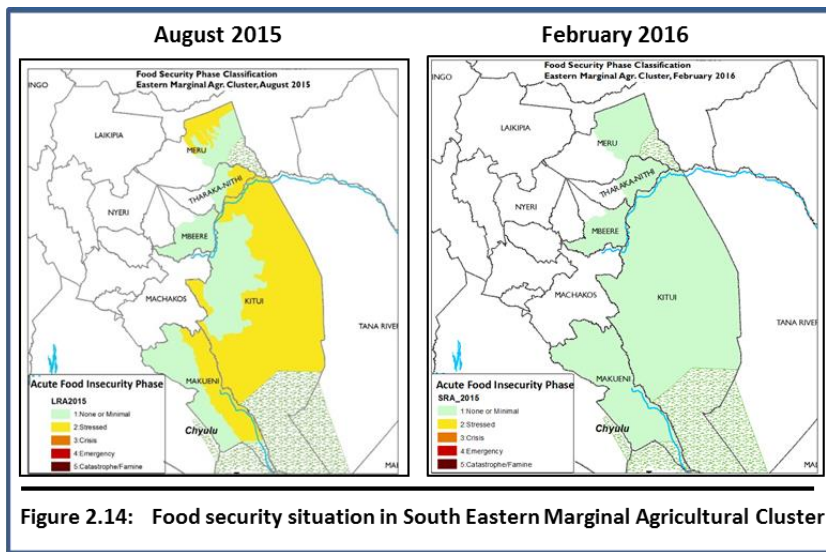 August 2015
February 2016
Food Security Phase Classification
Eastern Marginal Agr. Cluster, August 2015
INGO
LAIKIPIA
MERU
THARAKA-NITHI
NYERI
MBEERE
MACHAKOS
KITUI
TANA RIVER
MAKUENI
Chyulu
MAI
Acute Food Insecurity Phase
LRA2015
1:None or Minimal
2:Stressed
3:Crisis
4:Emergency
5:Catastrophe/Famine
Food Security Phase Classification
Eastern Marginal Agr. Cluster, February 2016
INGO
LAIKIPIA
MERU
THARAKA-NITHI
NYERI
MBEERE
MACHAKOS
KITUI
TANA RIVER
MAKUENI
Chyulu
MAI
Acute Food Insecurity Phase
SRA_2015
1:None or Minimal
2:Stressed
3:Crisis
4:Emergency
5:Catastrophe/Famine
Figure 2.14: Food security situation in South Eastern Marginal Agricultural Cluster